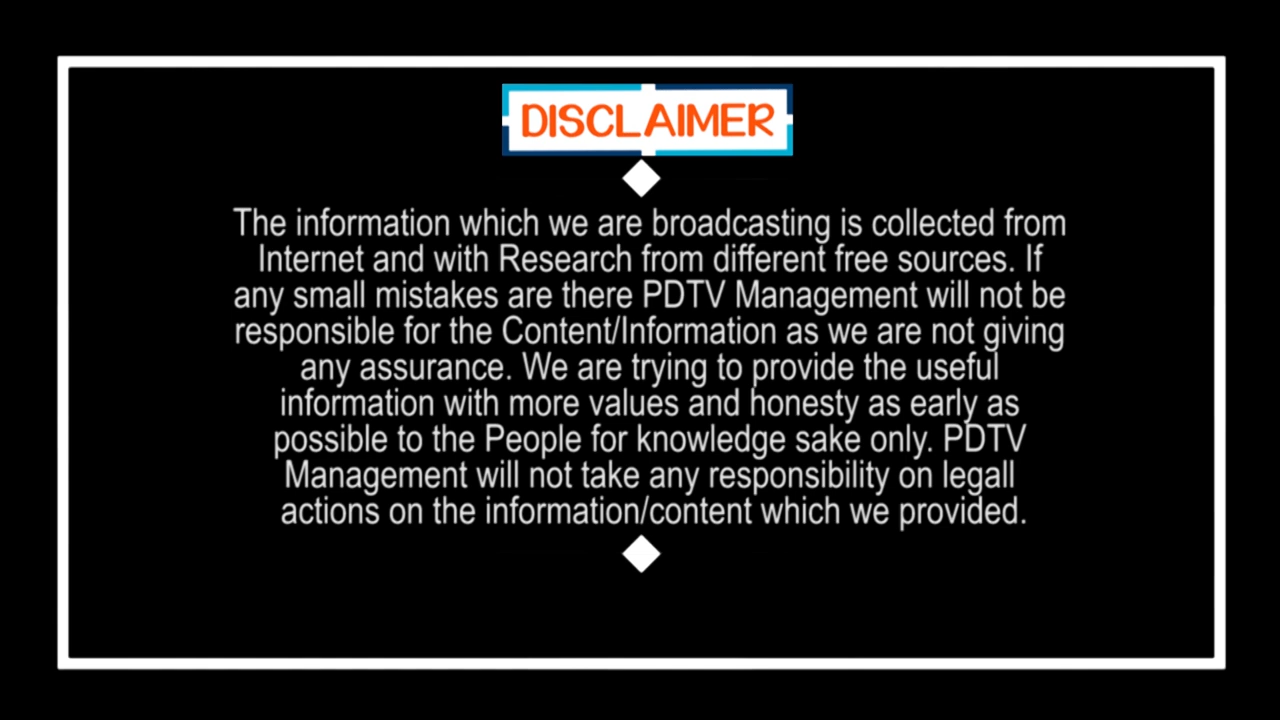 DISCLAIMER
The information which we are broadcasting is collected from
Internet and with Research from different free sources. If
any small mistakes are there PDTV Management will not be
responsible for the Content/Information as we are not giving
any assurance. We are trying to provide the useful
information with more values and honesty as early as
possible to the People for knowledge sake only. PDTV
Management will not take any responsibility on legall
actions on the information/content which we provided.